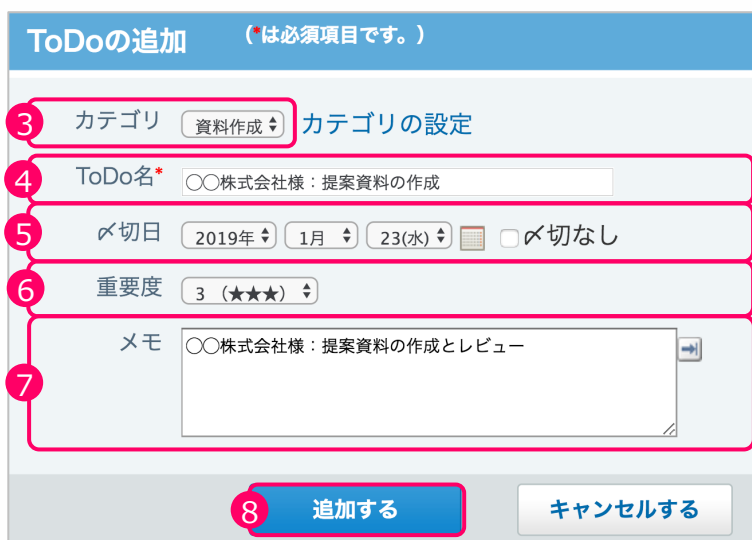 ToDoの追加 (*は必須項目です。)
3 カテゴリ 資料作成 カテゴリの設定
4 ToDo名* 〇〇株式会社様:提案資料の作成
5 〆切日 2019年 1月 23(水) 〆切なし
6 重要度 3 (★★★)
7 メモ 〇〇株式会社様:提案資料の作成とレビュー
8 追加する キャンセルする